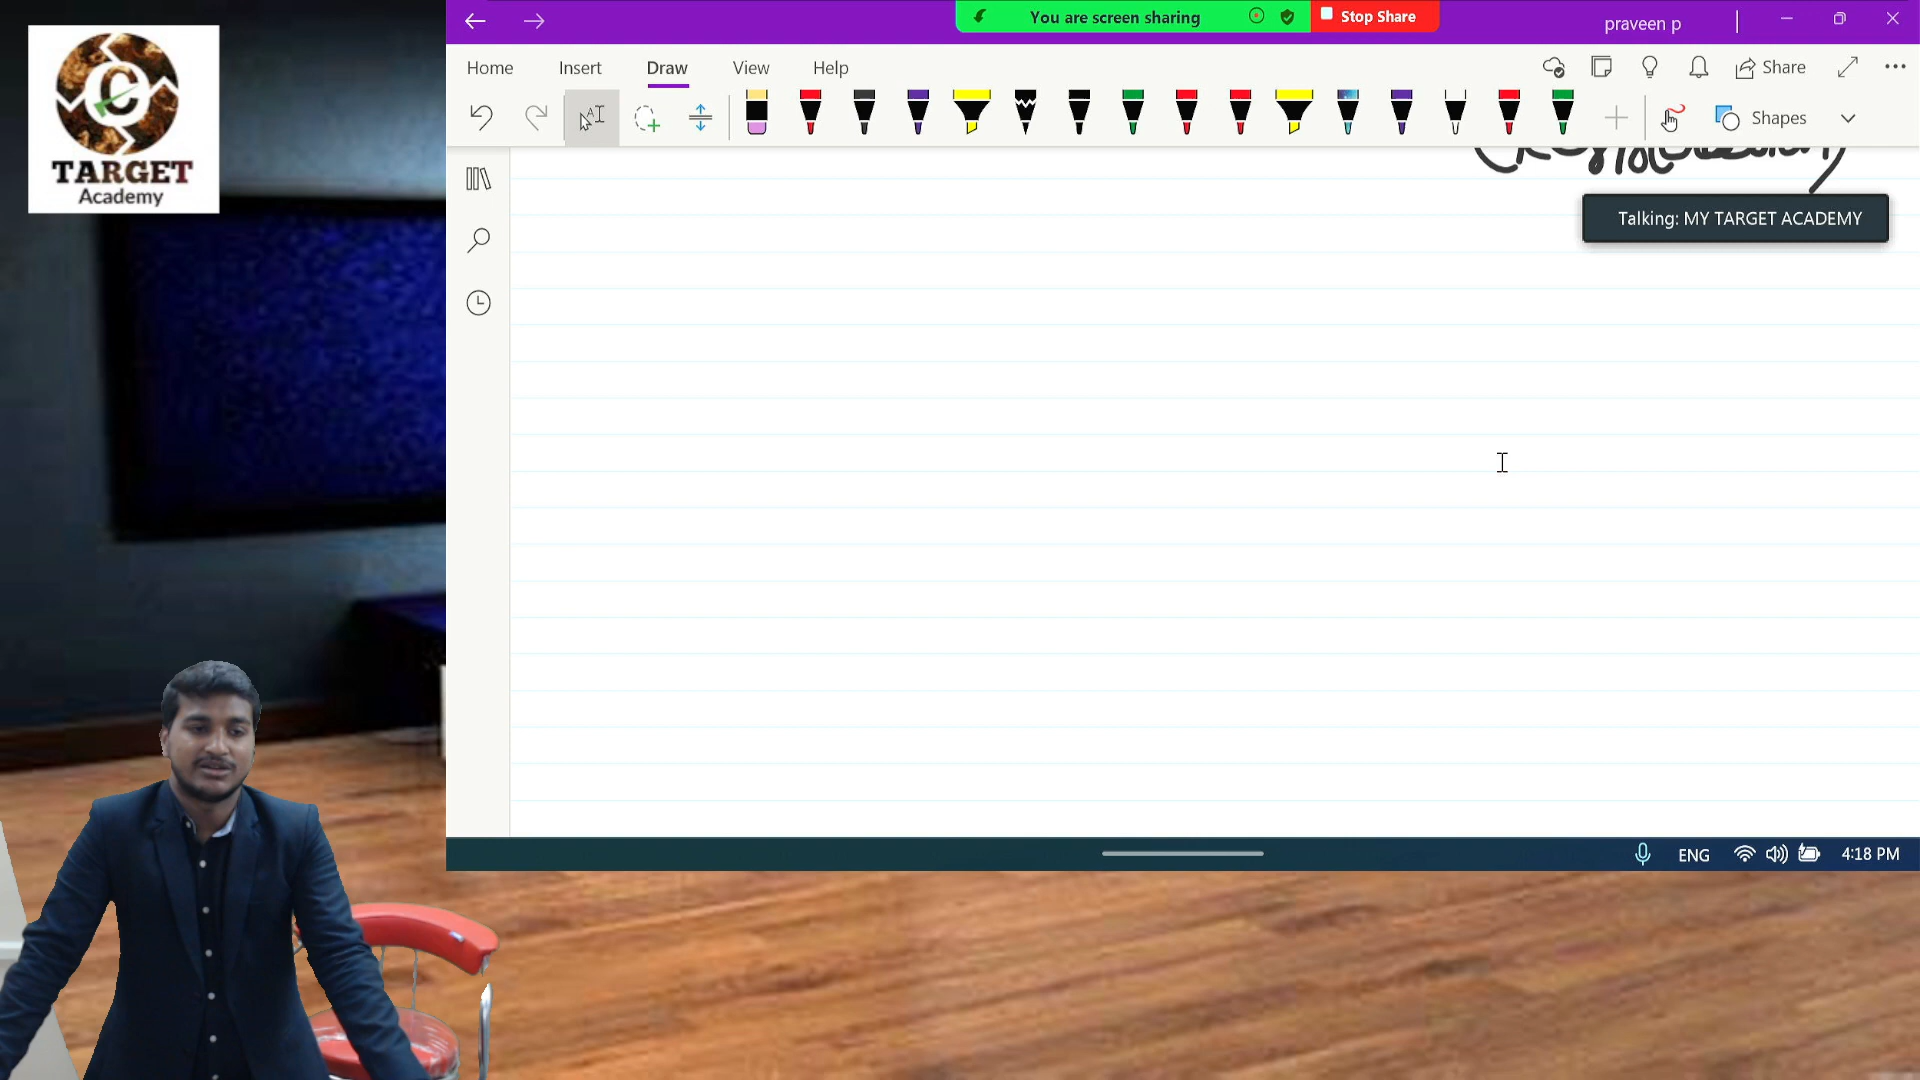 C
TARGET
Academy
You are screen sharing
Stop Share
praveen p
Home Insert Draw View Help
Share
Shapes
Talking: MY TARGET ACADEMY
ENG
4:18 PM